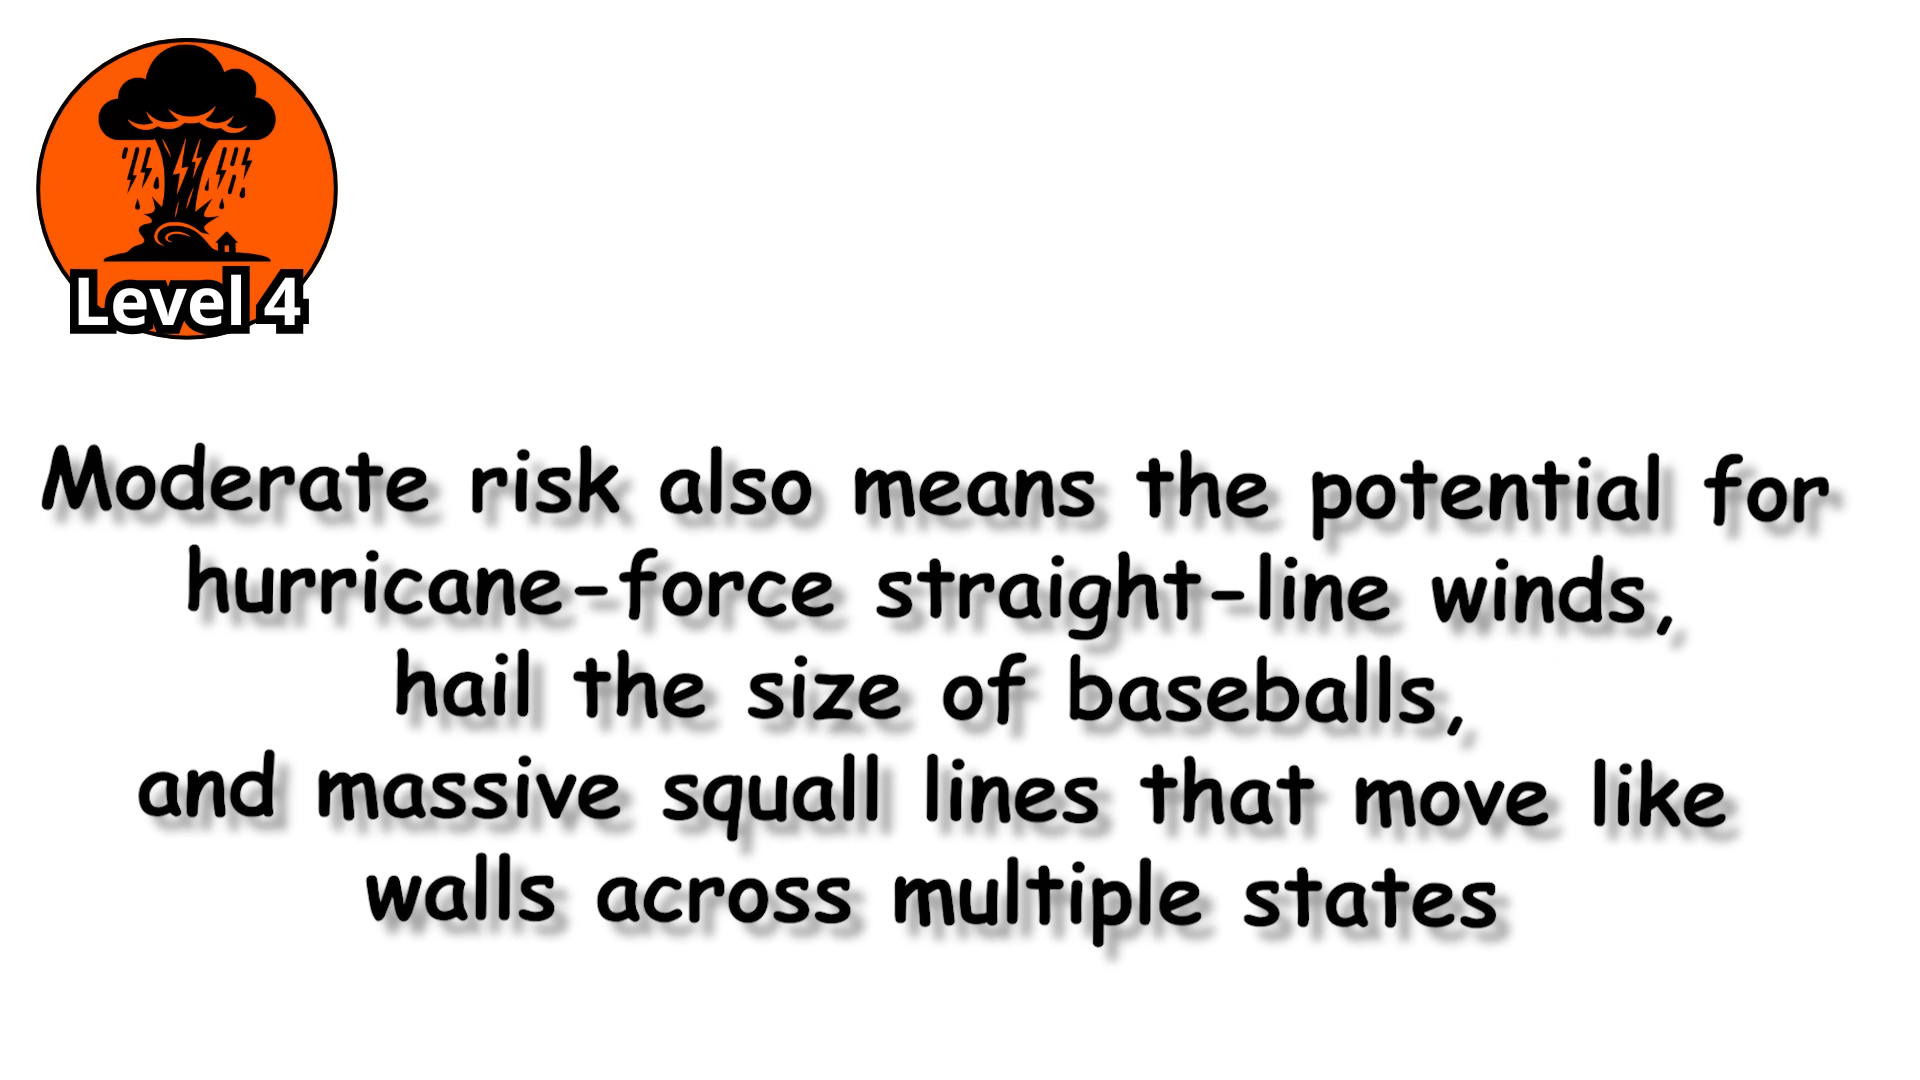 Level 4
Moderate risk also means the potential for
hurricane-force straight-line winds,
hail the size of baseballs,
and massive squall lines that move like
walls across multiple states